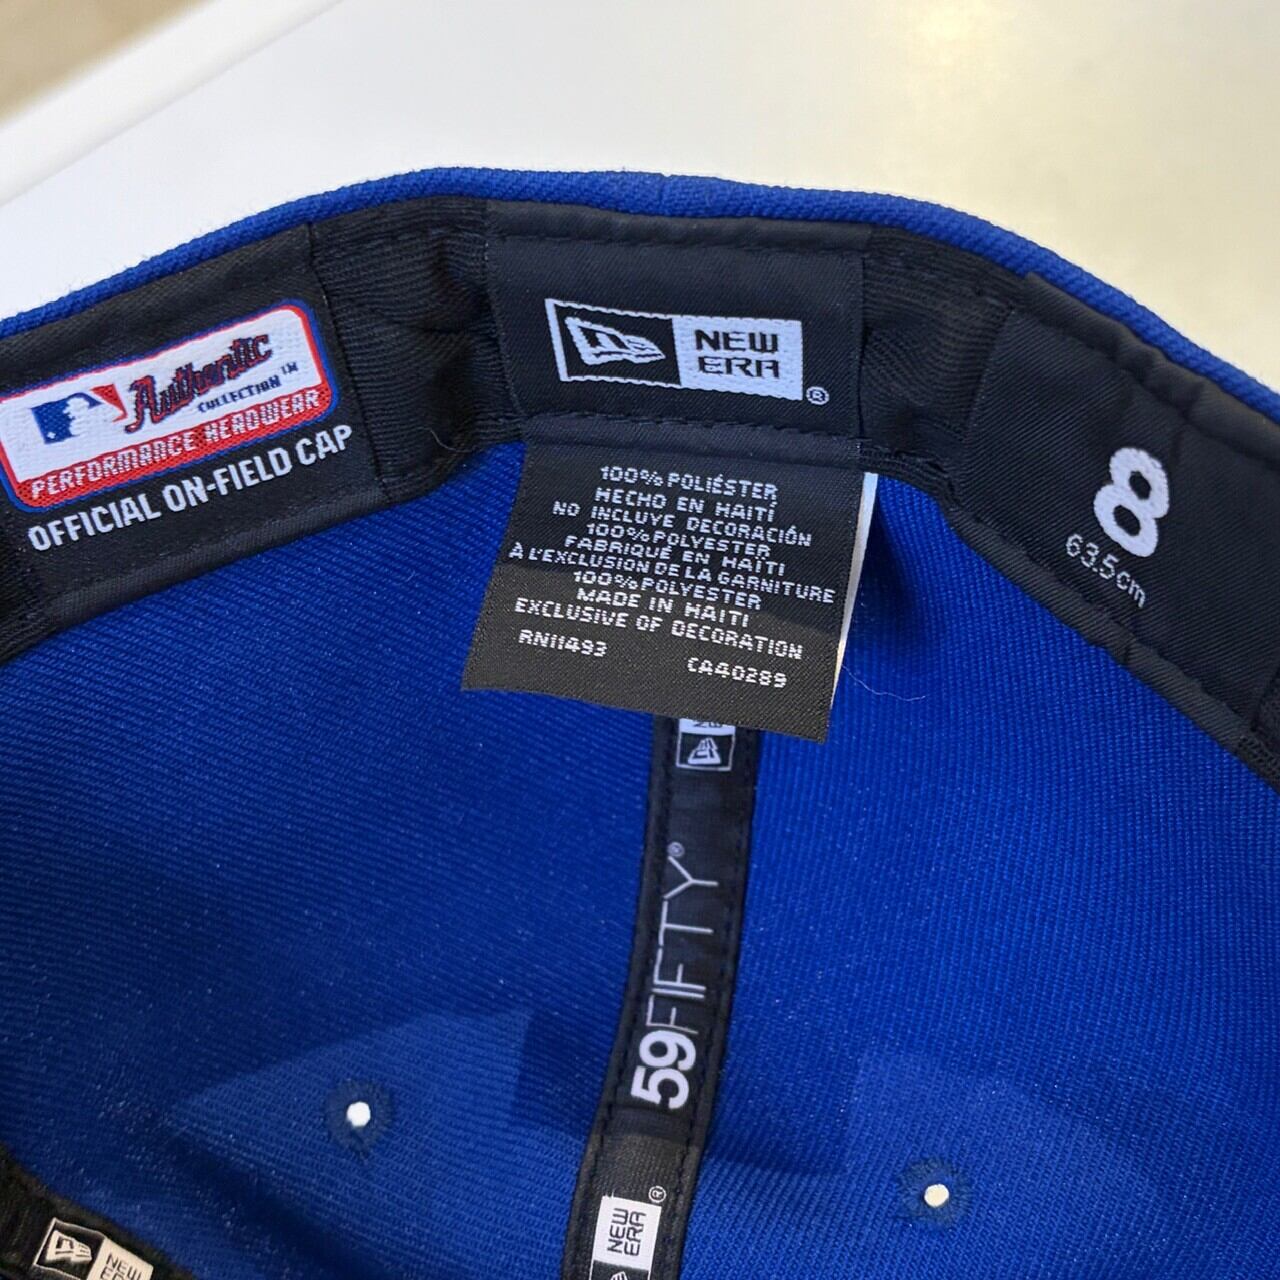 Authentic
COLLECTION™
PERFORMANCE HEADWEAR
OFFICIAL ON-FIELD CAP
NEW
ERA
®
100% POLIÉSTER
HECHO EN HAITÍ
NO INCLUYE DECORACIÓN
100% POLYESTER
FABRIQUÉ EN HAÏTI
À L'EXCLUSION DE LA GARNITURE
100% POLYESTER
MADE IN HAITI
EXCLUSIVE OF DECORATION
RN11493 CA40289
8
63.5cm
59FIFTY®
NEW
ERA
®
NEW